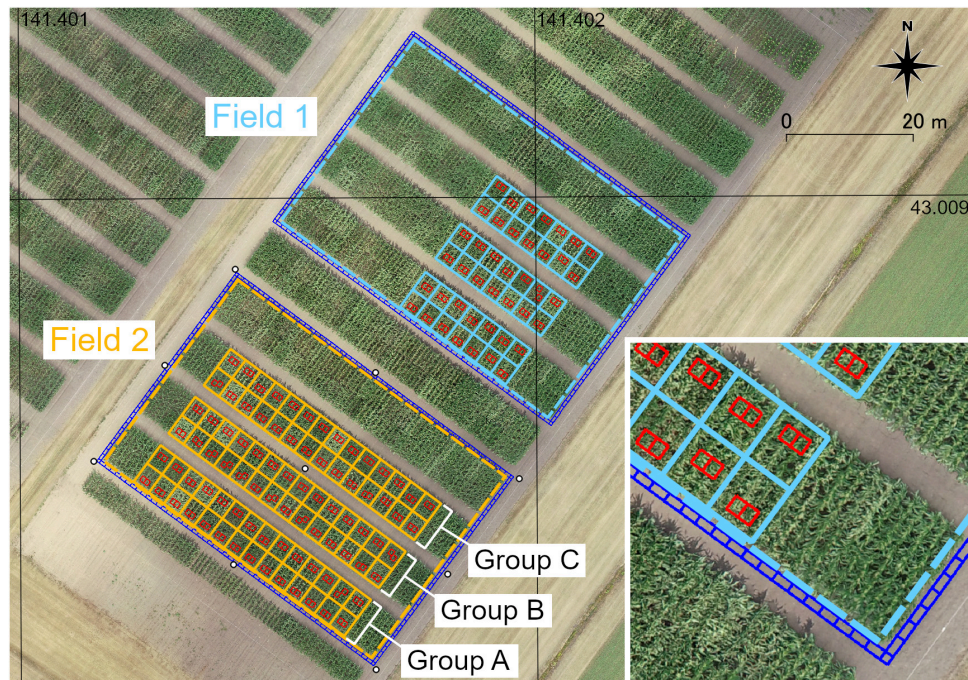 141.401
141.402
N
Field 1
0 20 m
43.009
Field 2
Group C
Group B
Group A